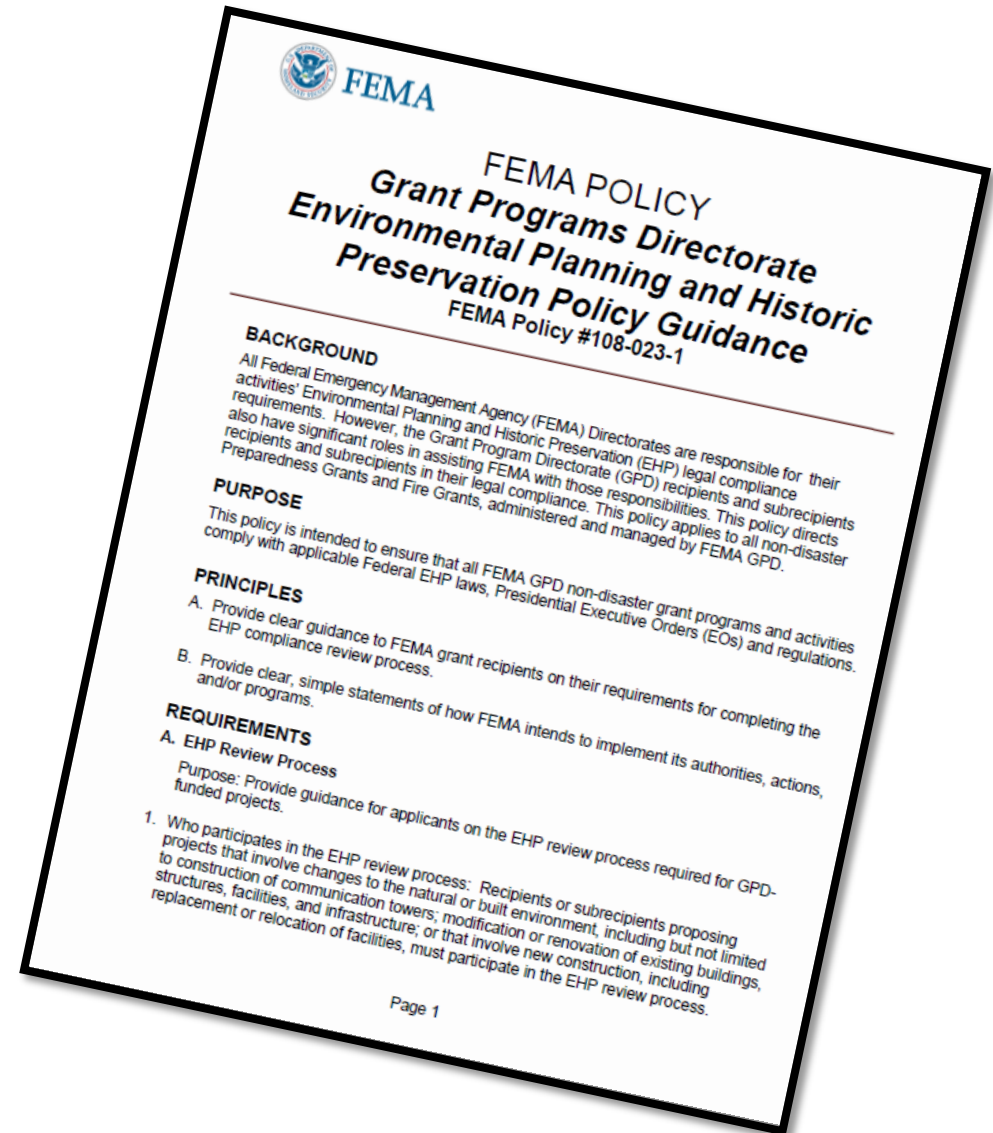 FEMA
FEMA POLICY
Grant Programs Directorate
Environmental Planning and Historic
Preservation Policy Guidance
FEMA Policy #108-023-1
BACKGROUND
All Federal Emergency Management Agency (FEMA) Directorates are responsible for their
activities' Environmental Planning and Historic Preservation (EHP) legal compliance
requirements. However, the Grant Program Directorate (GPD) recipients and subrecipients
also have significant roles in assisting FEMA with those responsibilities. This policy directs
recipients and subrecipients in their legal compliance. This policy applies to all non-disaster
Preparedness Grants and Fire Grants, administered and managed by FEMA GPD.
PURPOSE
This policy is intended to ensure that all FEMA GPD non-disaster grant programs and activities
comply with applicable Federal EHP laws, Presidential Executive Orders (EOs) and regulations.
PRINCIPLES
A. Provide clear guidance to FEMA grant recipients on their requirements for completing the
EHP compliance review process.
B. Provide clear, simple statements of how FEMA intends to implement its authorities, actions,
and/or programs.
REQUIREMENTS
A. EHP Review Process
Purpose: Provide guidance for applicants on the EHP review process required for GPD-
funded projects.
1. Who participates in the EHP review process: Recipients or subrecipients proposing
projects that involve changes to the natural or built environment, including but not limited
to construction of communication towers; modification or renovation of existing buildings,
structures, facilities, and infrastructure; or that involve new construction, including
replacement or relocation of facilities, must participate in the EHP review process.
Page 1